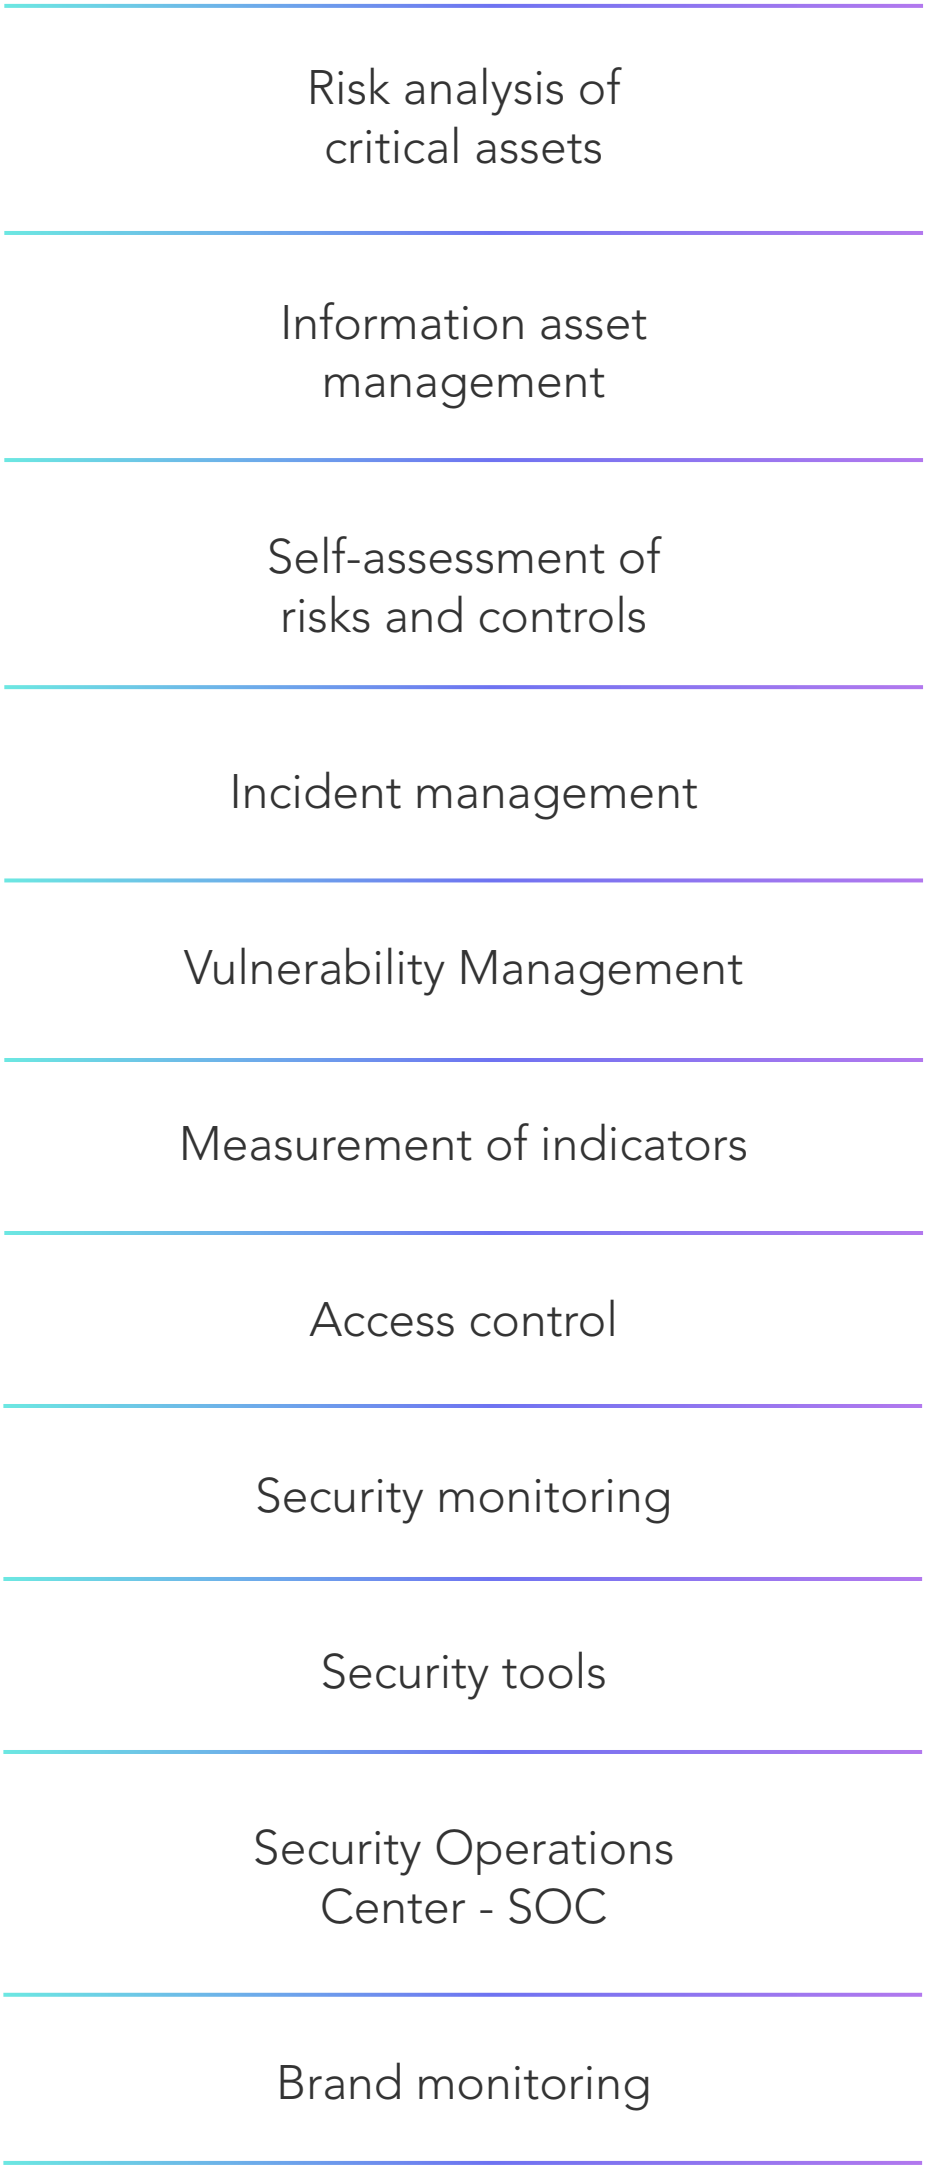 Risk analysis of
critical assets
Information asset
management
Self-assessment of
risks and controls
Incident management
Vulnerability Management
Measurement of indicators
Access control
Security monitoring
Security tools
Security Operations
Center - SOC
Brand monitoring